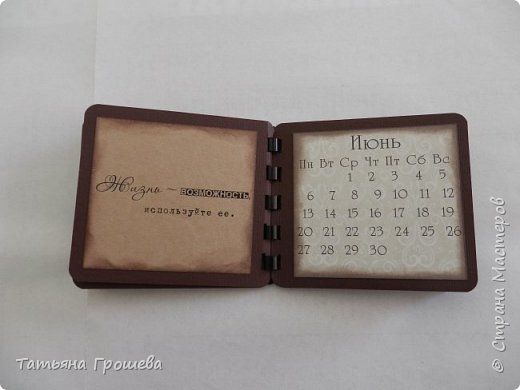 Жизнь – возможность,
используйте ее.
Июнь
Пн Вт Ср Чт Пт Сб Вс
1 2 3 4 5
6 7 8 9 10 11 12
13 14 15 16 17 18 19
20 21 22 23 24 25 26
27 28 29 30
Татьяна Грошева
© Страна Мастеров